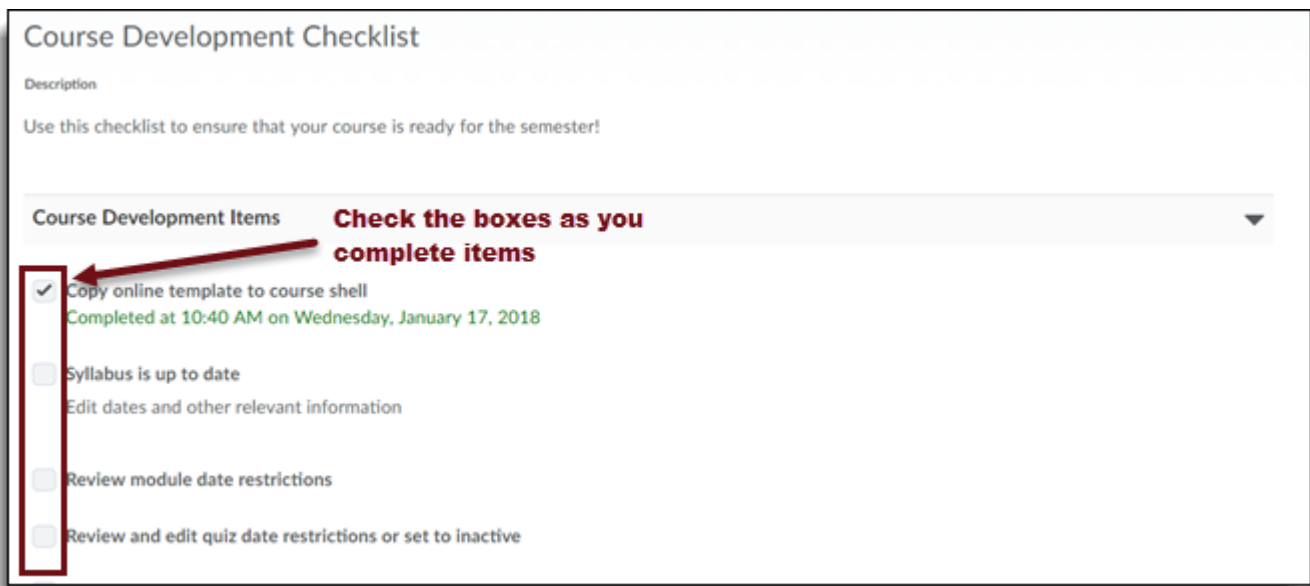 Course Development Checklist
Description
Use this checklist to ensure that your course is ready for the semester!
Course Development Items
Check the boxes as you
complete items
Copy online template to course shell
Completed at 10:40 AM on Wednesday, January 17, 2018
Syllabus is up to date
Edit dates and other relevant information
Review module date restrictions
Review and edit quiz date restrictions or set to inactive